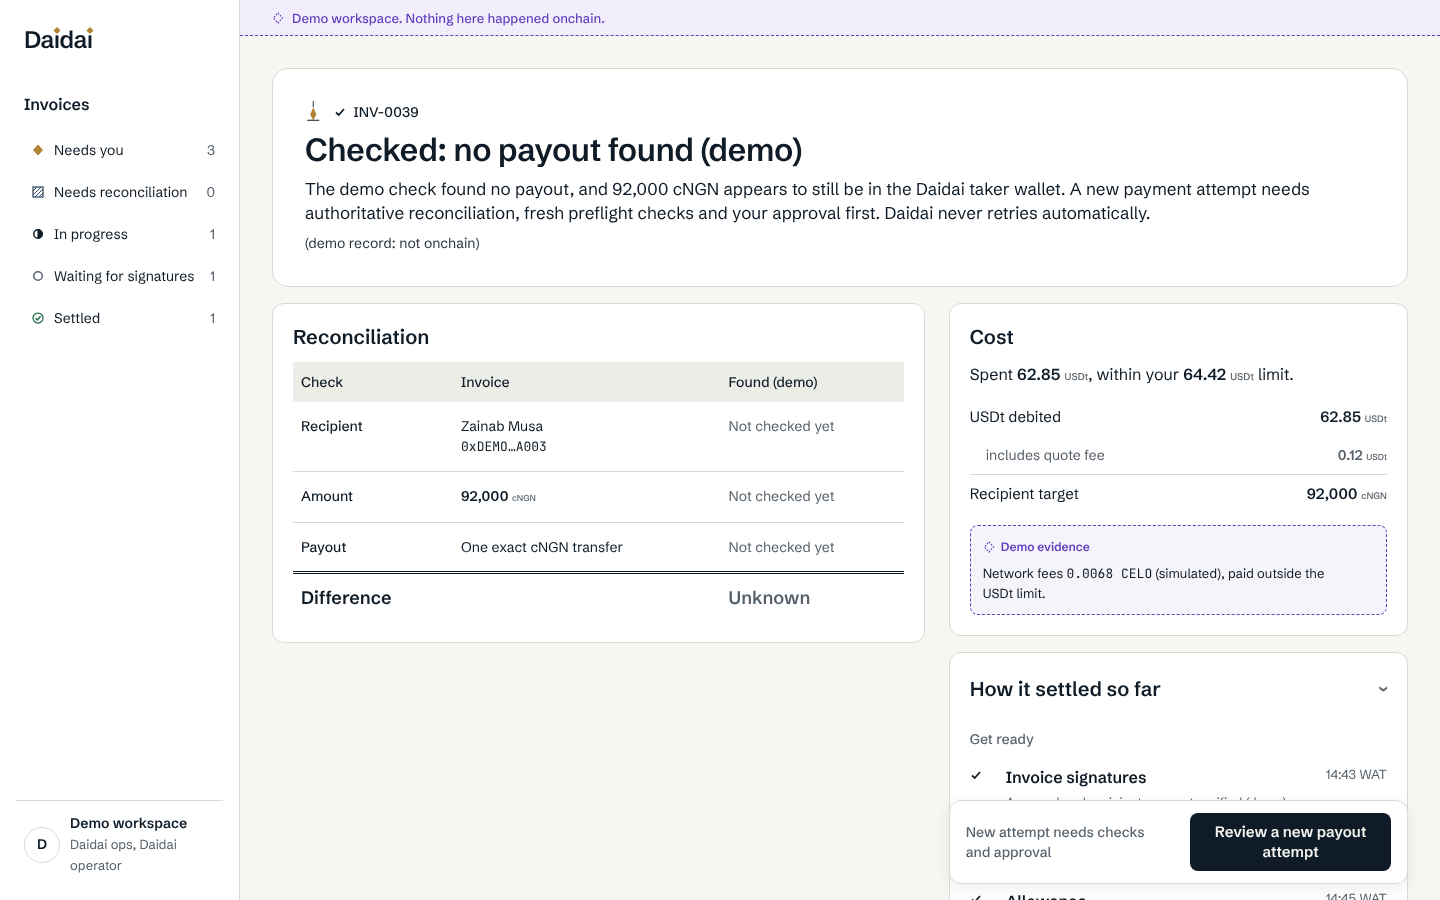 Daidai
Invoices
Needs you 3
Needs reconciliation 0
In progress 1
Waiting for signatures 1
Settled 1
D
Demo workspace
Daidai ops, Daidai
operator
Demo workspace. Nothing here happened onchain.
INV-0039
Checked: no payout found (demo)
The demo check found no payout, and 92,000 cNGN appears to still be in the Daidai taker wallet. A new payment attempt needs
authoritative reconciliation, fresh preflight checks and your approval first. Daidai never retries automatically.
(demo record: not onchain)
Reconciliation
Check Invoice Found (demo)
Recipient Zainab Musa Not checked yet
0xDEMO…A003
Amount 92,000 cNGN Not checked yet
Payout One exact cNGN transfer Not checked yet
Difference Unknown
Cost
Spent 62.85 USDt, within your 64.42 USDt limit.
USDt debited 62.85 USDt
includes quote fee 0.12 USDt
Recipient target 92,000 cNGN
Demo evidence
Network fees 0.0068 CELO (simulated), paid outside the
USDt limit.
How it settled so far
Get ready
Invoice signatures 14:43 WAT
New attempt needs checks
and approval
Review a new payout
attempt
Allowance 14:45 WAT